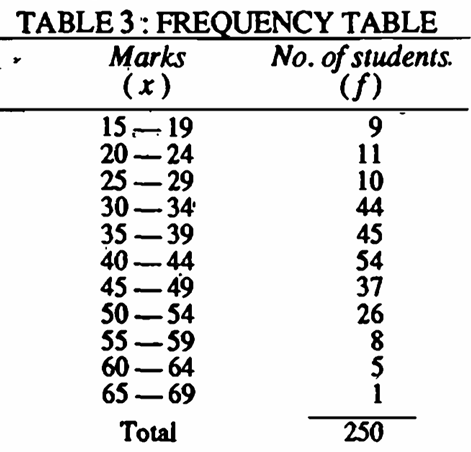 TABLE 3 : FREQUENCY TABLE
Marks No. of students.
(x) (f)
15 — 19 9
20 — 24 11
25 — 29 10
30 — 34 44
35 — 39 45
40 — 44 54
45 — 49 37
50 — 54 26
55 — 59 8
60 — 64 5
65 — 69 1
Total 250